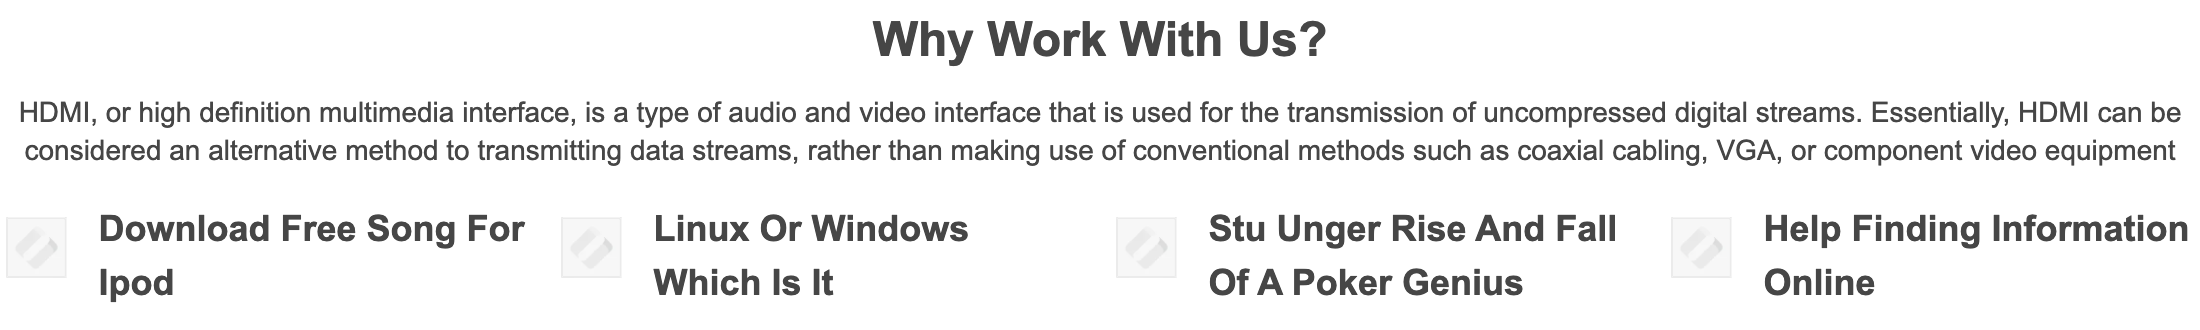 Why Work With Us?
HDMI, or high definition multimedia interface, is a type of audio and video interface that is used for the transmission of uncompressed digital streams. Essentially, HDMI can be
considered an alternative method to transmitting data streams, rather than making use of conventional methods such as coaxial cabling, VGA, or component video equipment
Download Free Song For
Ipod
Linux Or Windows
Which Is It
Stu Unger Rise And Fall
Of A Poker Genius
Help Finding Information
Online